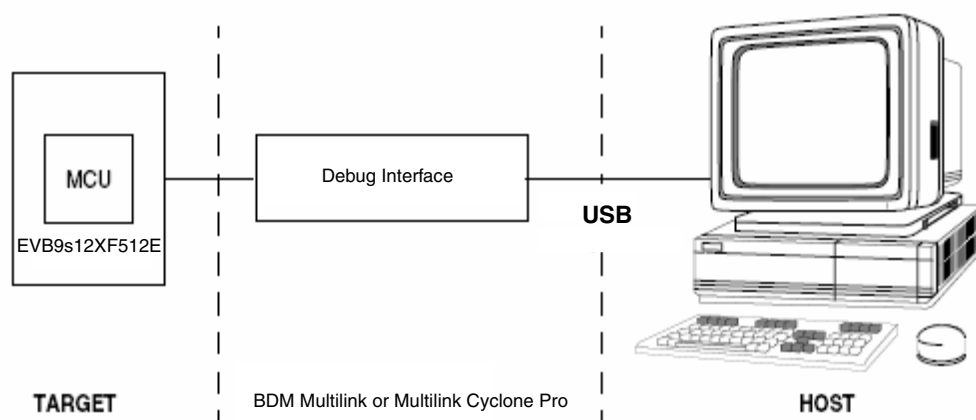 MCU
EVB9s12XF512E
Debug Interface
USB
TARGET
BDM Multilink or Multilink Cyclone Pro
HOST